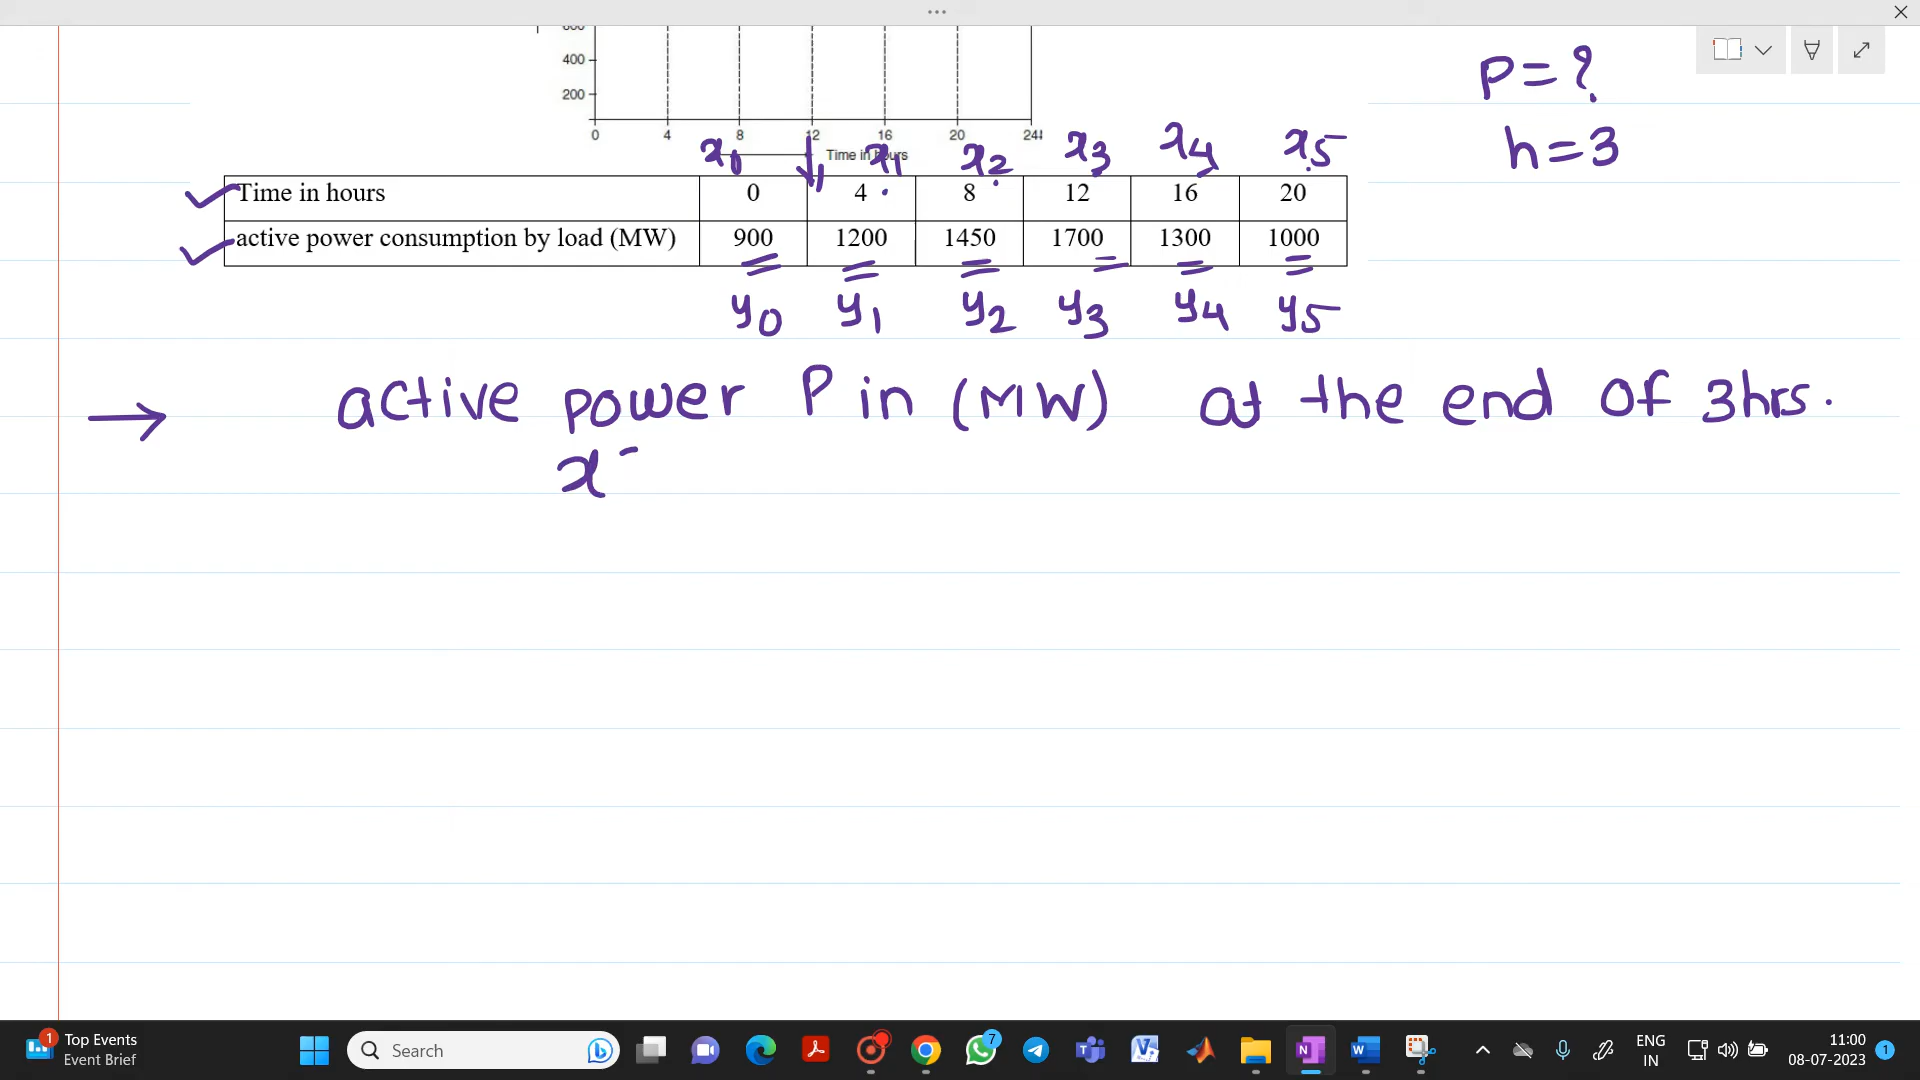 400
200
0 4 8 12 16 20 24
Time in hours
P = ?
h = 3
x0 x1 x2 x3 x4 x5
Time in hours 0 4 8 12 16 20
active power consumption by load (MW) 900 1200 1450 1700 1300 1000
y0 y1 y2 y3 y4 y5
→ active power P in (MW) at the end of 3hrs.
x
1 Top Events
Event Brief
Search
7
ENG
IN
11:00
08-07-2023
1